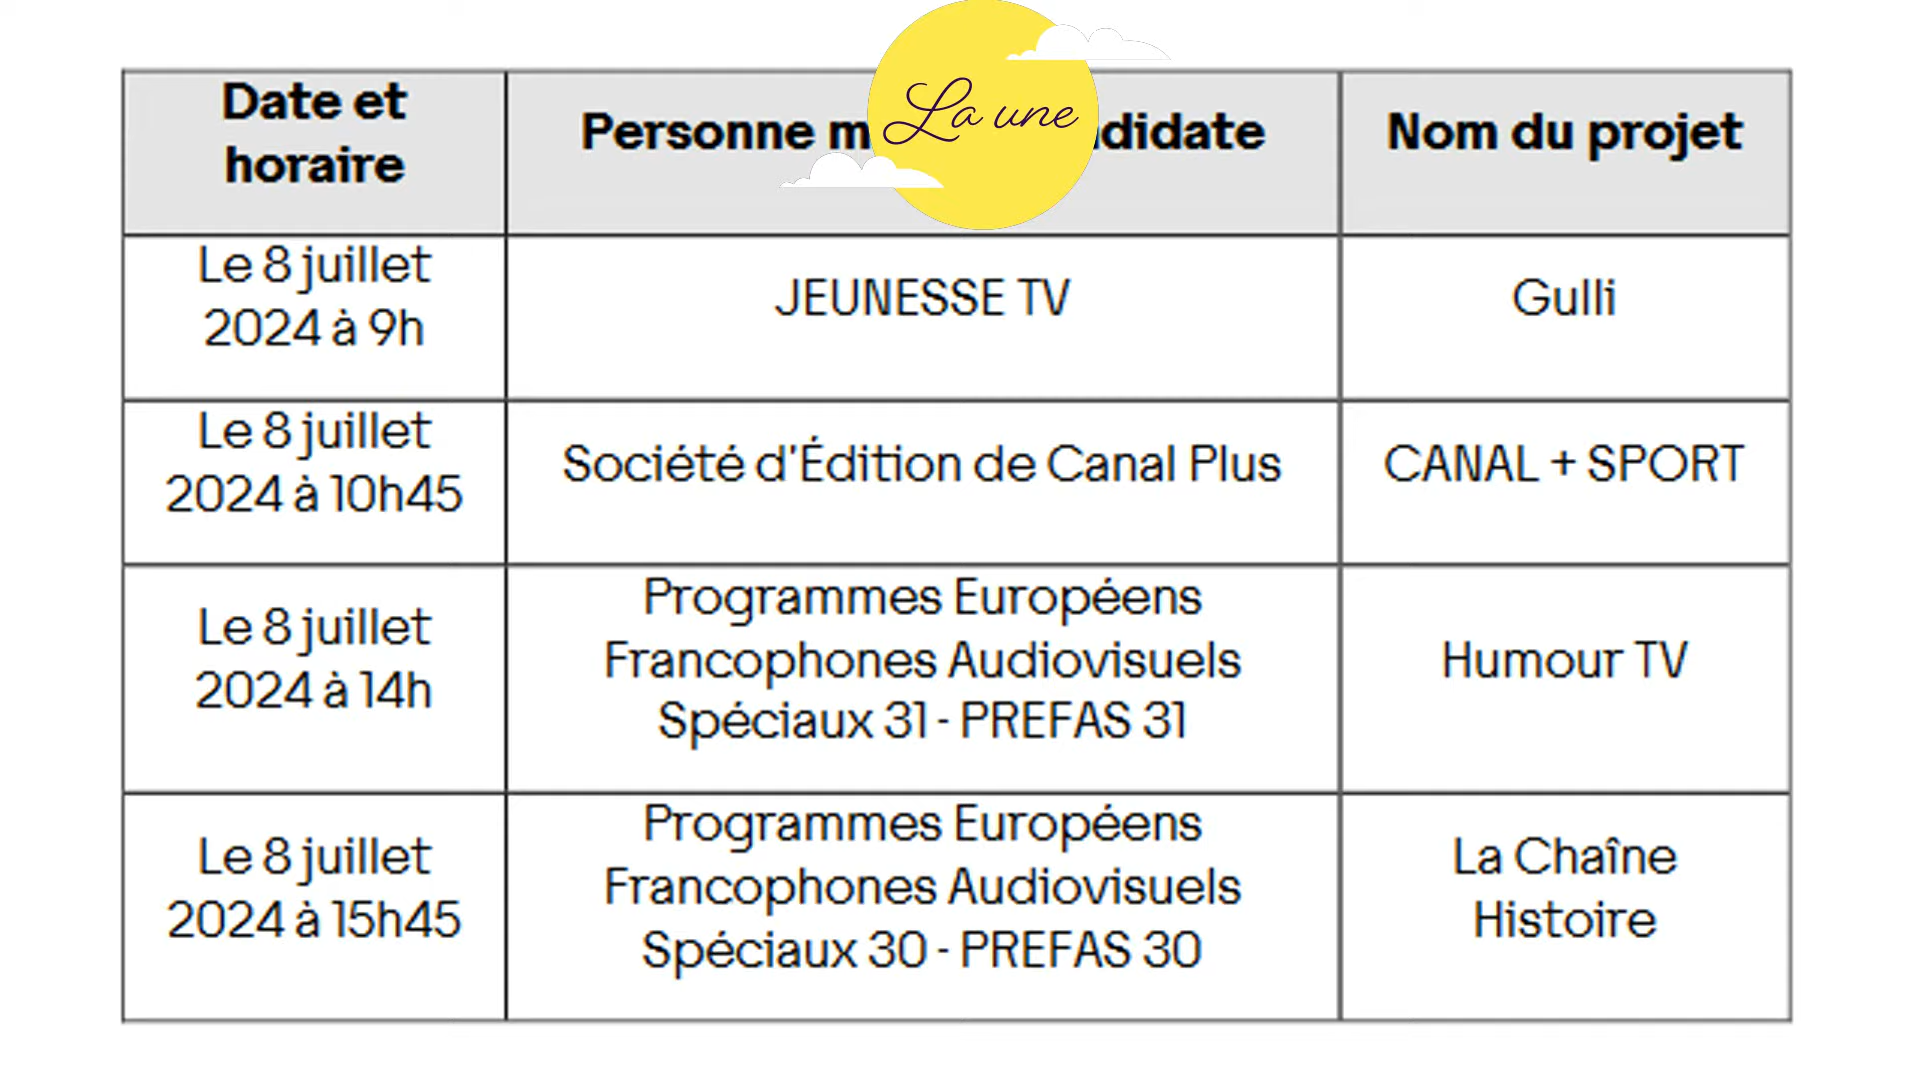 Date et
horaire
Personne
La une
Nom du projet
Le 8 juillet
2024 à 9h
JEUNESSE TV
Gulli
Le 8 juillet
2024 à 10h45
Société d'Édition de Canal Plus
CANAL + SPORT
Le 8 juillet
2024 à 14h
Programmes Européens
Francophones Audiovisuels
Spéciaux 31 - PREFAS 31
Humour TV
Le 8 juillet
2024 à 15h45
Programmes Européens
Francophones Audiovisuels
Spéciaux 30 - PREFAS 30
La Chaîne
Histoire